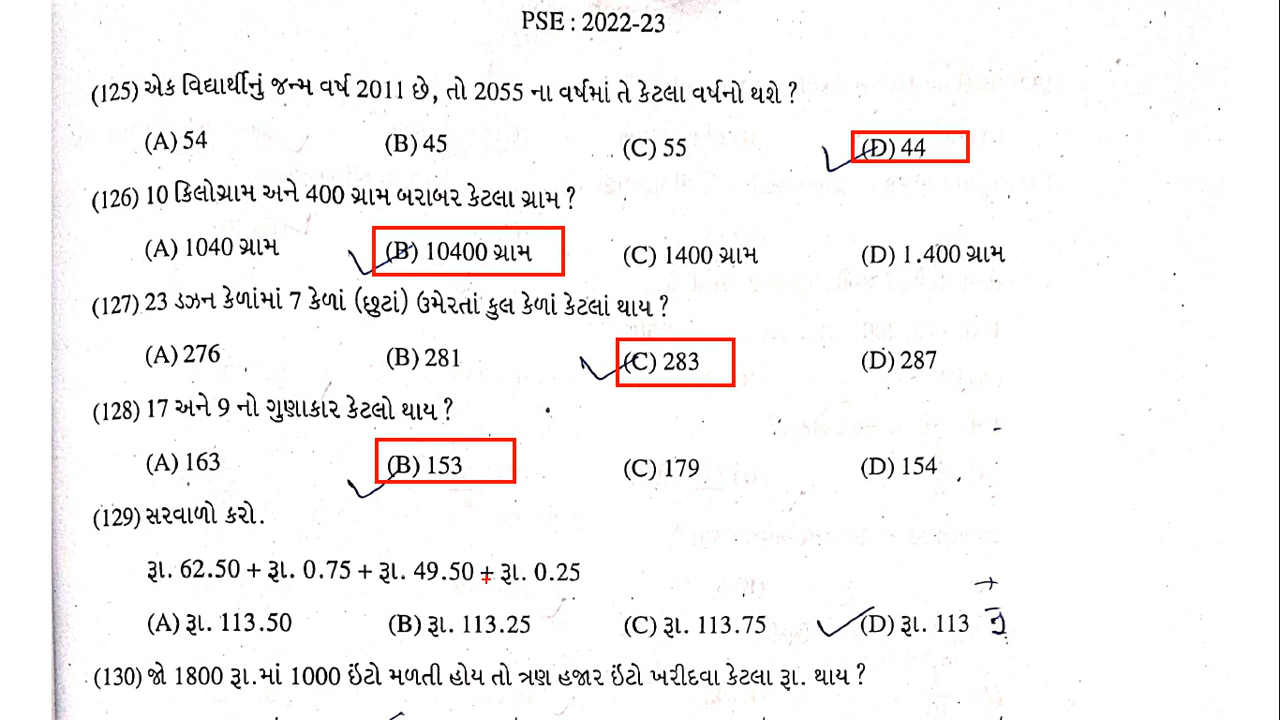 PSE : 2022-23
(125) એક વિદ્યાર્થીનું જન્મ વર્ષ 2011 છે, તો 2055 ના વર્ષમાં તે કેટલા વર્ષનો થશે ?
(A) 54 (B) 45 (C) 55 (D) 44
(126) 10 કિલોગ્રામ અને 400 ગ્રામ બરાબર કેટલા ગ્રામ ?
(A) 1040 ગ્રામ (B) 10400 ગ્રામ (C) 1400 ગ્રામ (D) 1.400 ગ્રામ
(127) 23 ડઝન કેળાંમાં 7 કેળાં (છુટાં) ઉમેરતાં કુલ કેળાં કેટલાં થાય ?
(A) 276 (B) 281 (C) 283 (D) 287
(128) 17 અને 9 નો ગુણાકાર કેટલો થાય ?
(A) 163 (B) 153 (C) 179 (D) 154
(129) સરવાળો કરો.
રૂા. 62.50 + રૂા. 0.75 + રૂા. 49.50 + રૂા. 0.25
(A) રૂા. 113.50 (B) રૂા. 113.25 (C) રૂા. 113.75 (D) રૂા. 113
(130) જો 1800 રૂા.માં 1000 ઈંટો મળતી હોય તો ત્રણ હજાર ઇંટો ખરીદવા કેટલા રૂા. થાય ?